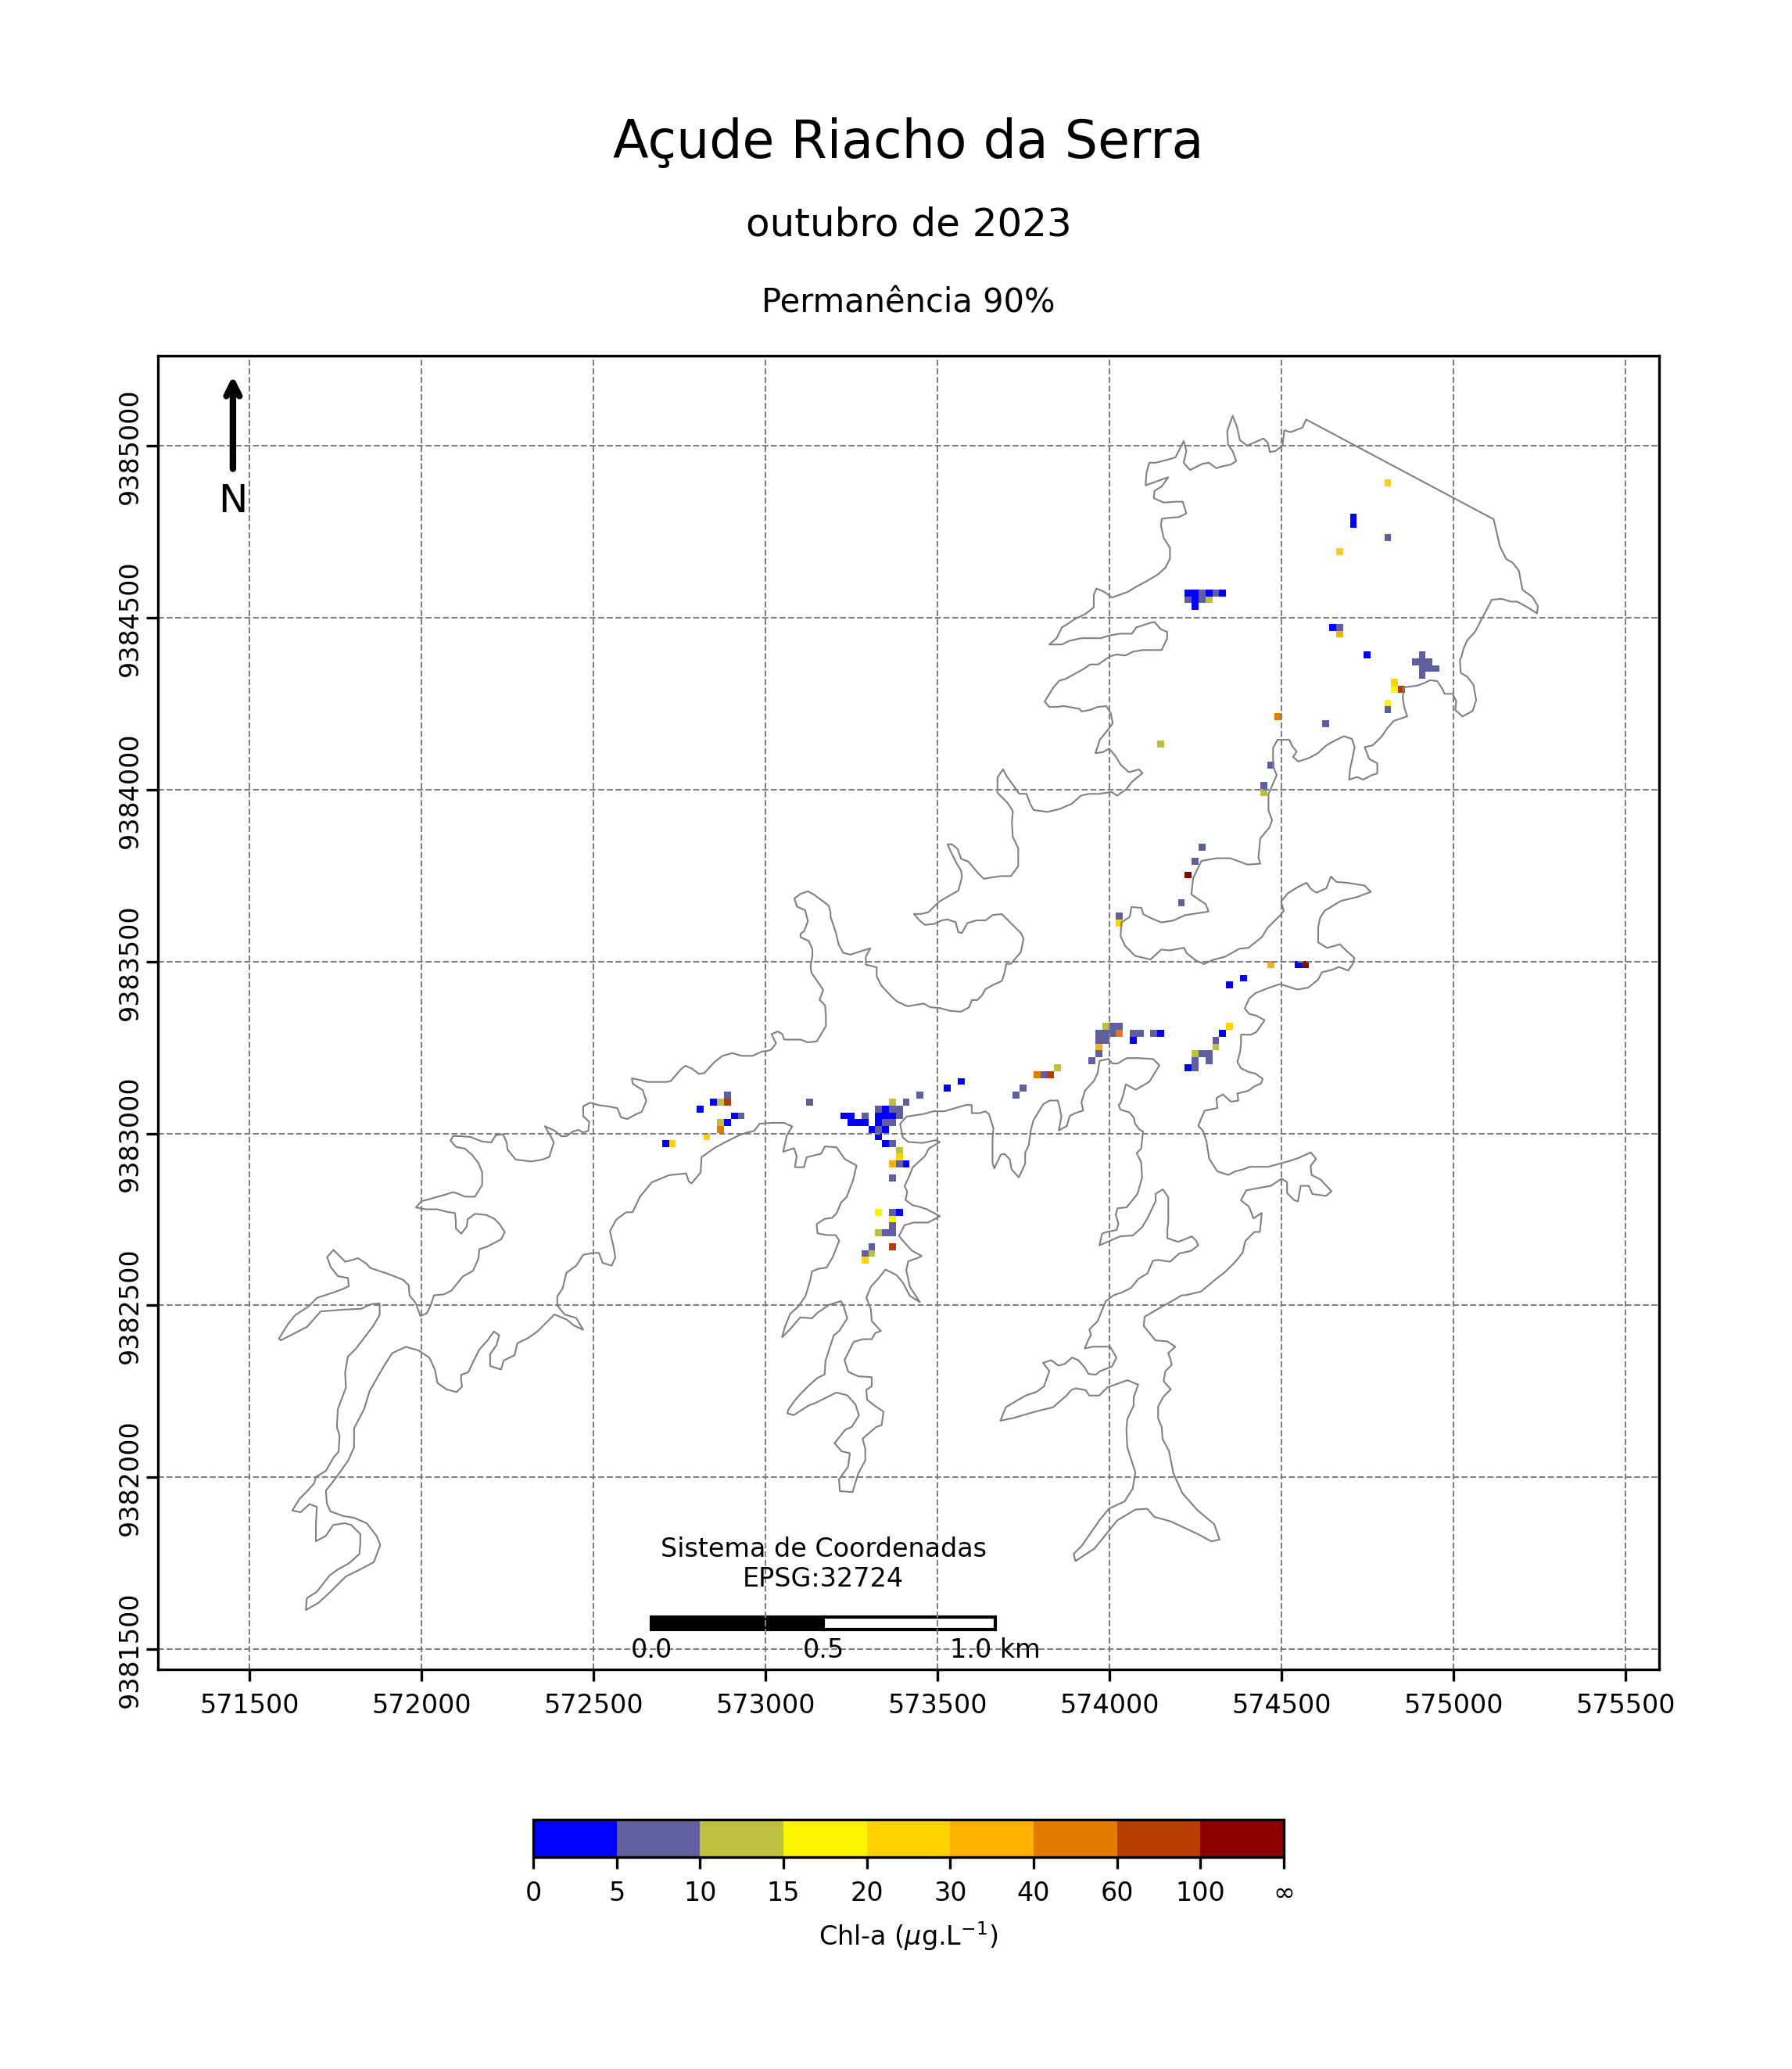 Açude Riacho da Serra
outubro de 2023
Permanência 90%
N
9385000
9384500
9384000
9383500
9383000
9382500
9382000
9381500
Sistema de Coordenadas
EPSG:32724
0.0 0.5 1.0 km
571500 572000 572500 573000 573500 574000 574500 575000 575500
0 5 10 15 20 30 40 60 100 ∞
Chl-a (μg.L⁻¹)